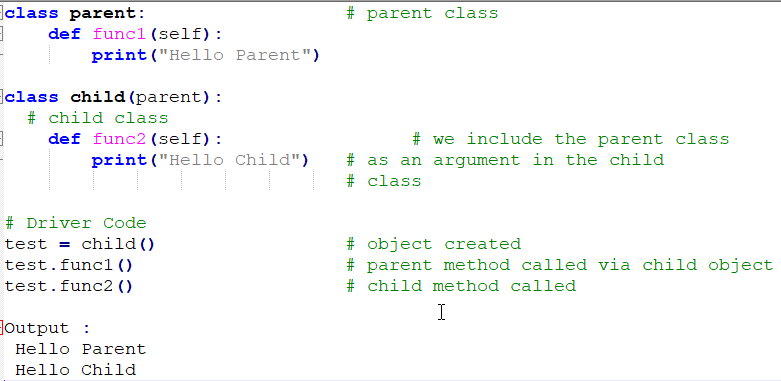 class parent:                  # parent class
    def func1(self):
        print("Hello Parent")
class child(parent):
  # child class
    def func2(self):                  # we include the parent class
        print("Hello Child")   # as an argument in the child
                               # class
# Driver Code
test = child()                 # object created
test.func1()                   # parent method called via child object
test.func2()                   # child method called
Output :
 Hello Parent
 Hello Child